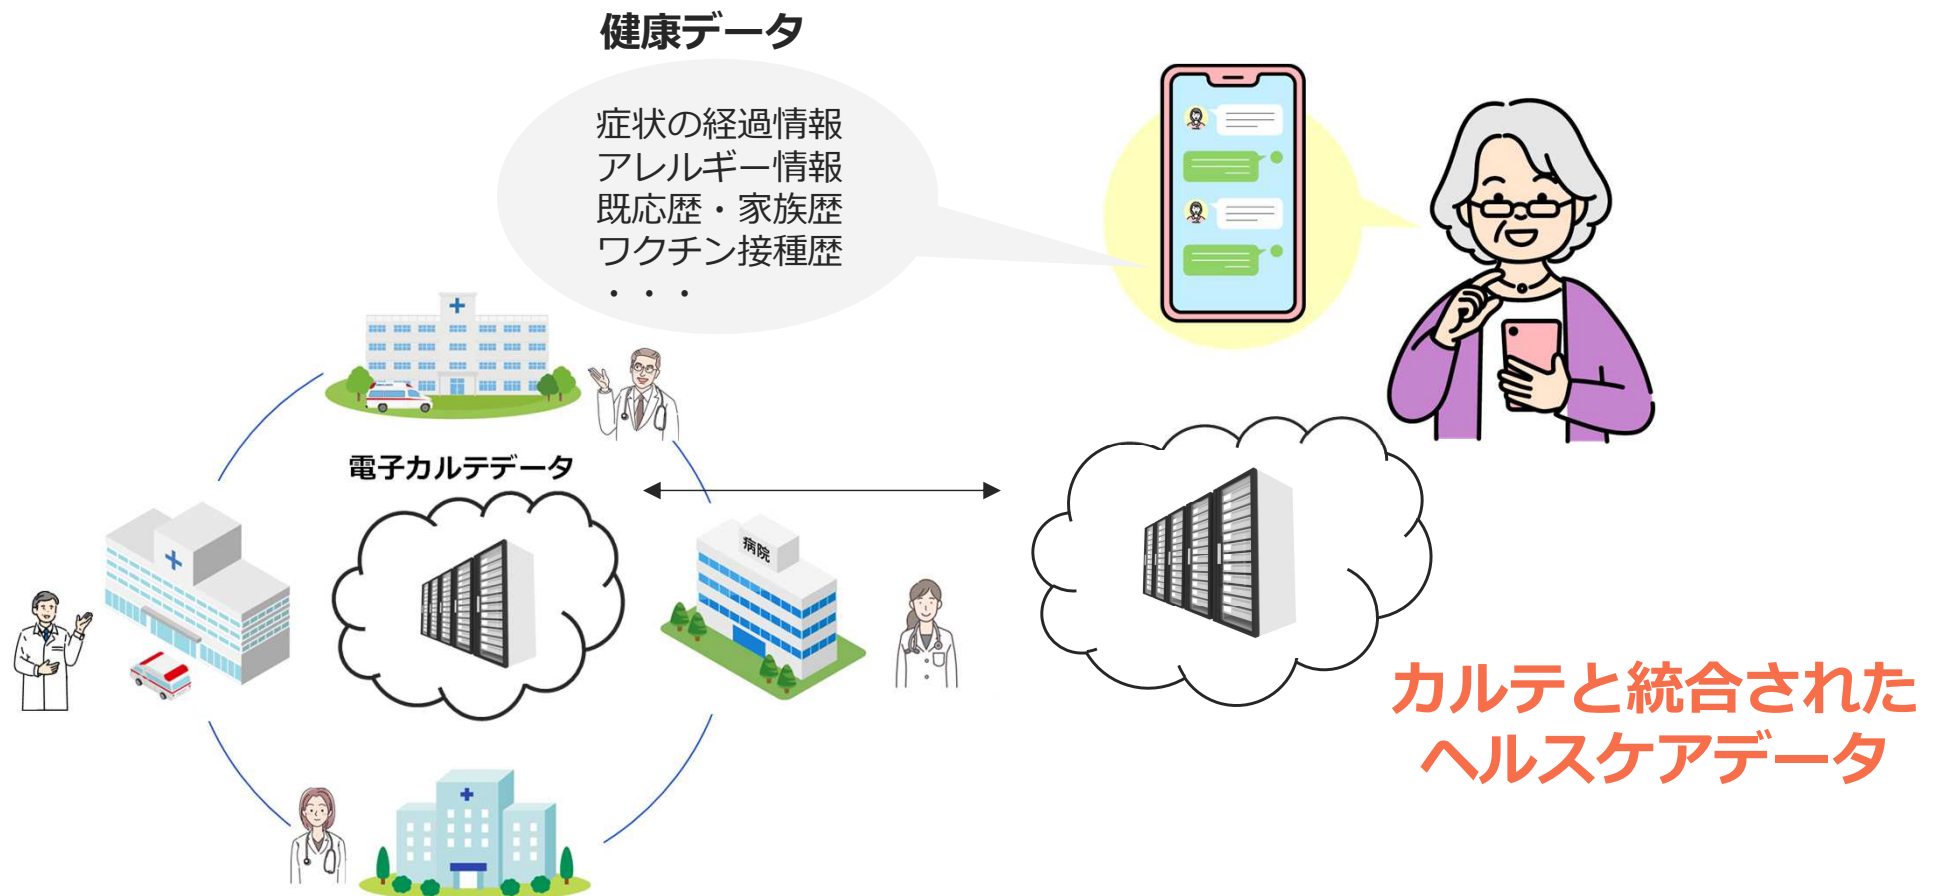 健康データ
症状の経過情報
アレルギー情報
既応歴・家族歴
ワクチン接種歴
・・・
電子カルテデータ
病院
カルテと統合された
ヘルスケアデータ